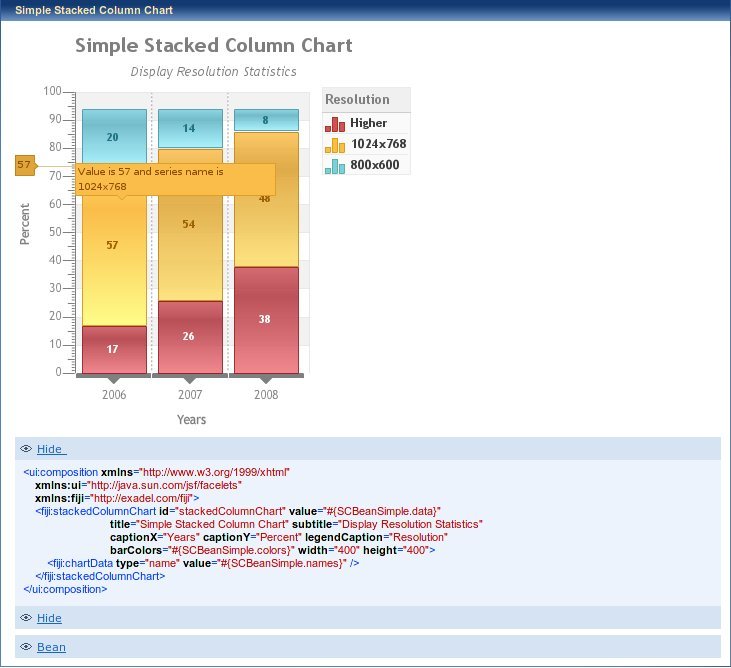 Simple Stacked Column Chart
Simple Stacked Column Chart
Display Resolution Statistics
100
90
80
70
60
50
40
30
20
10
0
Percent
57
20
14
8
Value is 57 and series name is
1024x768
48
57
54
17
26
38
2006
2007
2008
Years
Resolution
Higher
1024x768
800x600
Hide
<ui:composition xmlns="http://www.w3.org/1999/xhtml"
xmlns:ui="http://java.sun.com/jsf/facelets"
xmlns:fiji="http://exadel.com/fiji">
<fiji:stackedColumnChart id="stackedColumnChart" value="#{SCBeanSimple.data}"
title="Simple Stacked Column Chart" subtitle="Display Resolution Statistics"
captionX="Years" captionY="Percent" legendCaption="Resolution"
barColors="#{SCBeanSimple.colors}" width="400" height="400">
<fiji:chartData type="name" value="#{SCBeanSimple.names}" />
</fiji:stackedColumnChart>
</ui:composition>
Hide
Bean